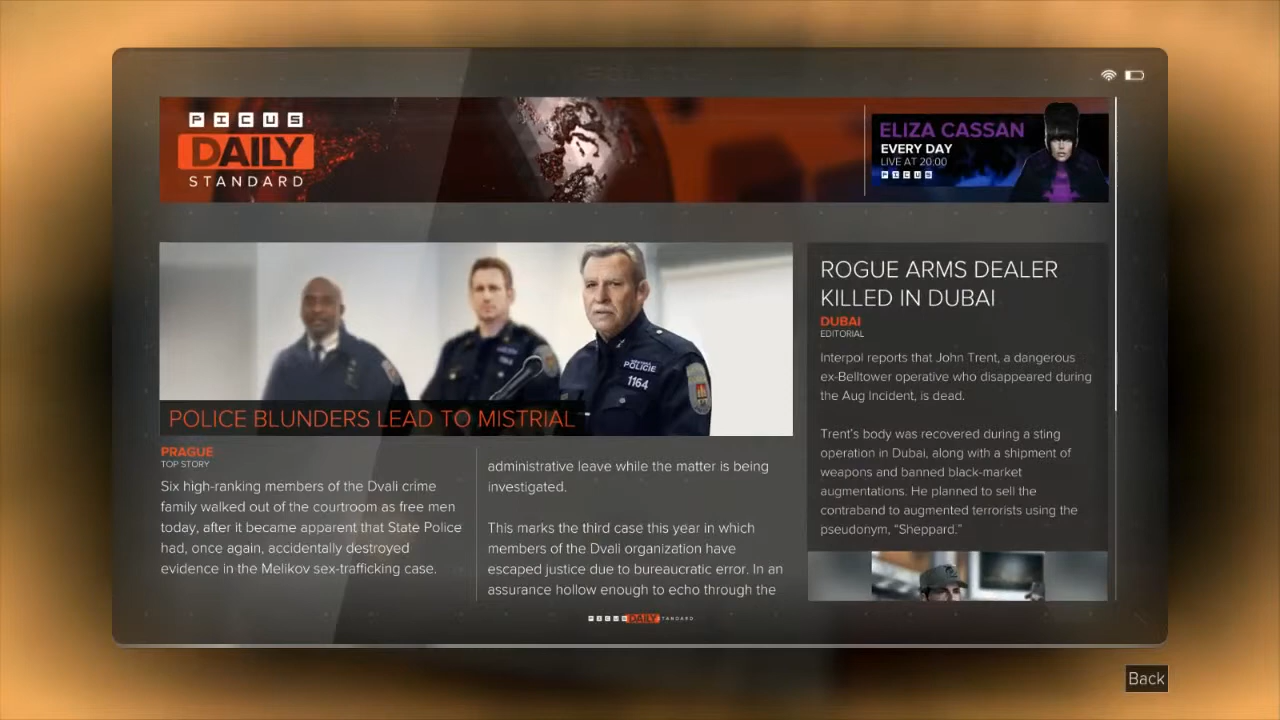 PICUS
DAILY
STANDARD
ELIZA CASSAN
EVERY DAY
LIVE AT 20:00
PICUS
POLICIE
1164
POLICE BLUNDERS LEAD TO MISTRIAL
PRAGUE
TOP STORY
Six high-ranking members of the Dvali crime
family walked out of the courtroom as free men
today, after it became apparent that State Police
had, once again, accidentally destroyed
evidence in the Melikov sex-trafficking case.
administrative leave while the matter is being
investigated.
This marks the third case this year in which
members of the Dvali organization have
escaped justice due to bureaucratic error. In an
assurance hollow enough to echo through the
ROGUE ARMS DEALER
KILLED IN DUBAI
DUBAI
EDITORIAL
Interpol reports that John Trent, a dangerous
ex-Belltower operative who disappeared during
the Aug Incident, is dead.
Trent's body was recovered during a sting
operation in Dubai, along with a shipment of
weapons and banned black-market
augmentations. He planned to sell the
contraband to augmented terrorists using the
pseudonym, "Sheppard."
PICUS DAILY STANDARD
Back